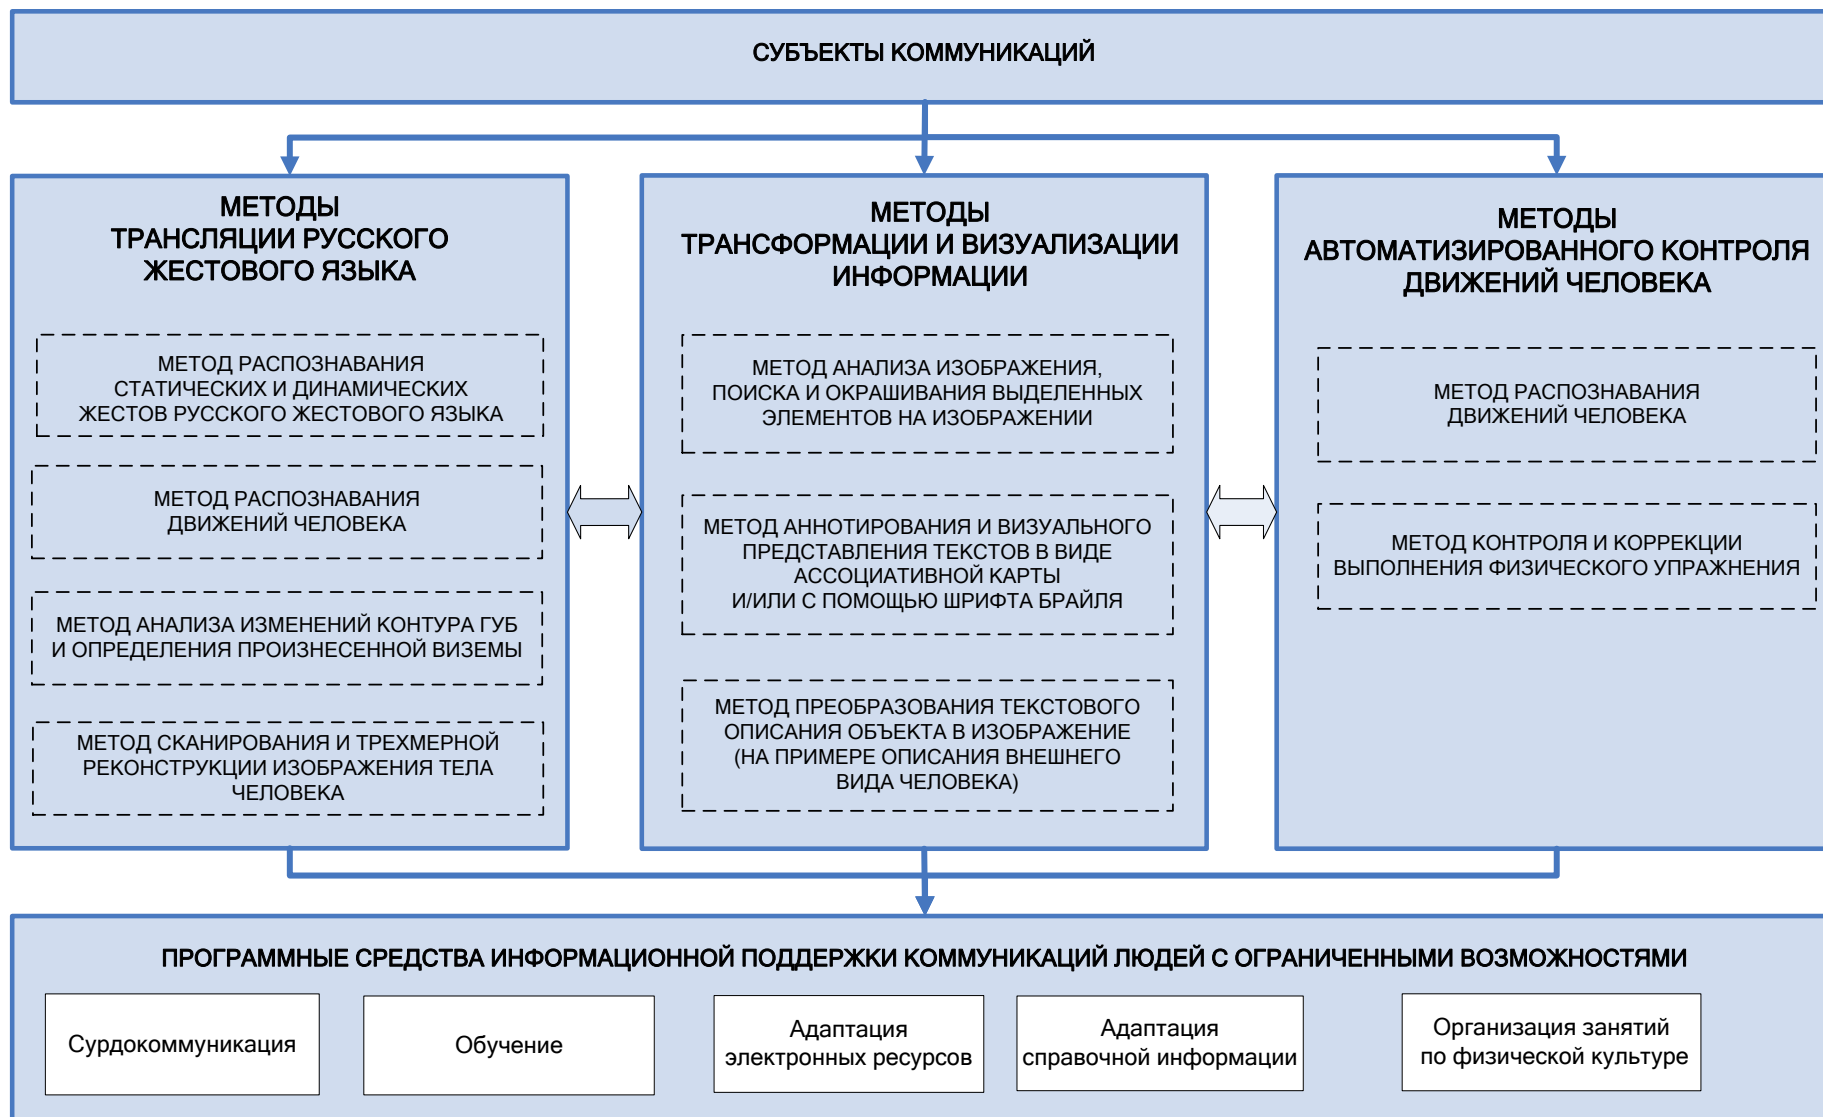 СУБЪЕКТЫ КОММУНИКАЦИЙ
МЕТОДЫ
ТРАНСЛЯЦИИ РУССКОГО
ЖЕСТОВОГО ЯЗЫКА
МЕТОД РАСПОЗНАВАНИЯ
СТАТИЧЕСКИХ И ДИНАМИЧЕСКИХ
ЖЕСТОВ РУССКОГО ЖЕСТОВОГО ЯЗЫКА
МЕТОД РАСПОЗНАВАНИЯ
ДВИЖЕНИЙ ЧЕЛОВЕКА
МЕТОД АНАЛИЗА ИЗМЕНЕНИЙ КОНТУРА ГУБ
И ОПРЕДЕЛЕНИЯ ПРОИЗНЕСЕННОЙ ВИЗЕМЫ
МЕТОД СКАНИРОВАНИЯ И ТРЕХМЕРНОЙ
РЕКОНСТРУКЦИИ ИЗОБРАЖЕНИЯ ТЕЛА
ЧЕЛОВЕКА
МЕТОДЫ
ТРАНСФОРМАЦИИ И ВИЗУАЛИЗАЦИИ
ИНФОРМАЦИИ
МЕТОД АНАЛИЗА ИЗОБРАЖЕНИЯ,
ПОИСКА И ОКРАШИВАНИЯ ВЫДЕЛЕННЫХ
ЭЛЕМЕНТОВ НА ИЗОБРАЖЕНИИ
МЕТОД АННОТИРОВАНИЯ И ВИЗУАЛЬНОГО
ПРЕДСТАВЛЕНИЯ ТЕКСТОВ В ВИДЕ
АССОЦИАТИВНОЙ КАРТЫ
И/ИЛИ С ПОМОЩЬЮ ШРИФТА БРАЙЛЯ
МЕТОД ПРЕОБРАЗОВАНИЯ ТЕКСТОВОГО
ОПИСАНИЯ ОБЪЕКТА В ИЗОБРАЖЕНИЕ
(НА ПРИМЕРЕ ОПИСАНИЯ ВНЕШНЕГО
ВИДА ЧЕЛОВЕКА)
МЕТОДЫ
АВТОМАТИЗИРОВАННОГО КОНТРОЛЯ
ДВИЖЕНИЙ ЧЕЛОВЕКА
МЕТОД РАСПОЗНАВАНИЯ
ДВИЖЕНИЙ ЧЕЛОВЕКА
МЕТОД КОНТРОЛЯ И КОРРЕКЦИИ
ВЫПОЛНЕНИЯ ФИЗИЧЕСКОГО УПРАЖНЕНИЯ
ПРОГРАММНЫЕ СРЕДСТВА ИНФОРМАЦИОННОЙ ПОДДЕРЖКИ КОММУНИКАЦИЙ ЛЮДЕЙ С ОГРАНИЧЕННЫМИ ВОЗМОЖНОСТЯМИ
Сурдокоммуникация
Обучение
Адаптация
электронных ресурсов
Адаптация
справочной информации
Организация занятий
по физической культуре